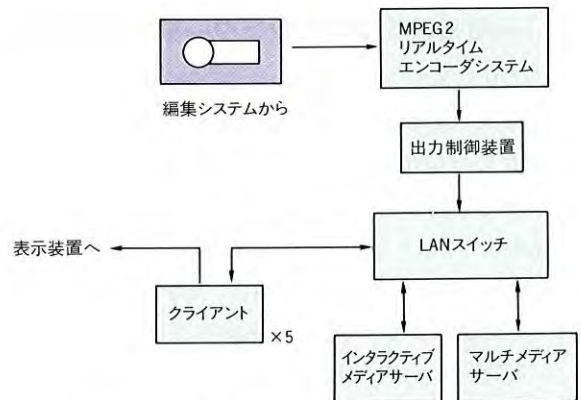 MPEG2
リアルタイム
エンコーダシステム
編集システムから
出力制御装置
LANスイッチ
表示装置へ
クライアント
×5
インタラクティブ
メディアサーバ
マルチメディア
サーバ